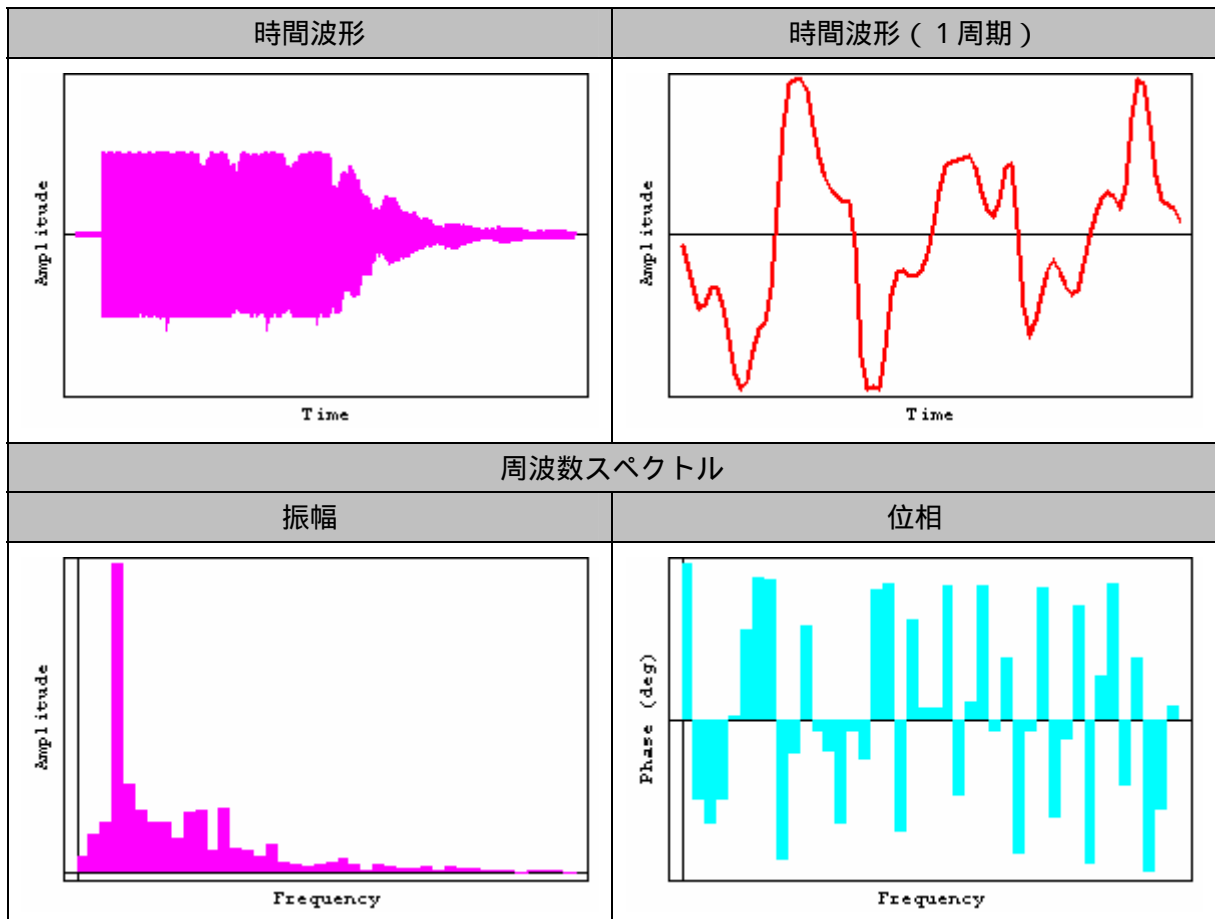 時間波形
時間波形(1周期)
Amplitude
Time
Amplitude
Time
周波数スペクトル
振幅
位相
Amplitude
Frequency
Phase (deg)
Frequency